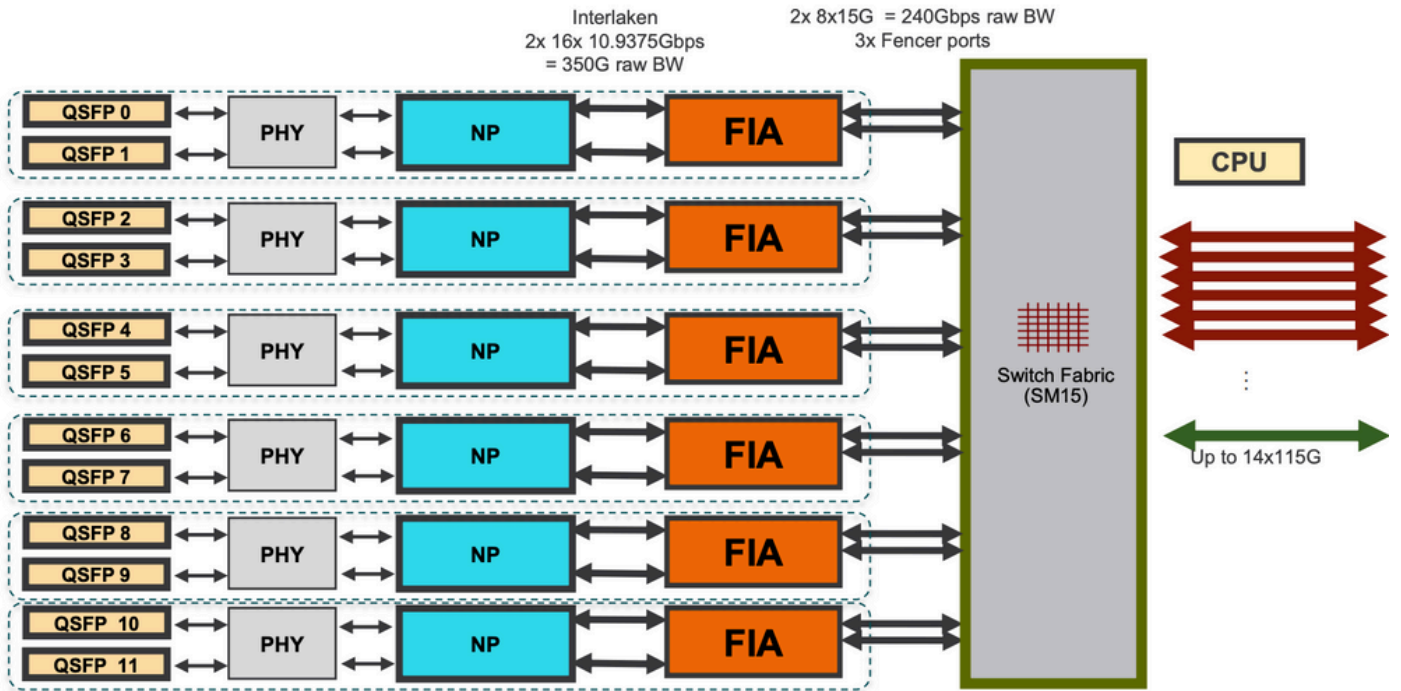 Interlaken
2x 16x 10.9375Gbps
= 350G raw BW
2x 8x15G = 240Gbps raw BW
3x Fencer ports
QSFP 0
QSFP 1
PHY
NP
FIA
QSFP 2
QSFP 3
PHY
NP
FIA
QSFP 4
QSFP 5
PHY
NP
FIA
QSFP 6
QSFP 7
PHY
NP
FIA
QSFP 8
QSFP 9
PHY
NP
FIA
QSFP 10
QSFP 11
PHY
NP
FIA
Switch Fabric
(SM15)
CPU
⋮
Up to 14x115G